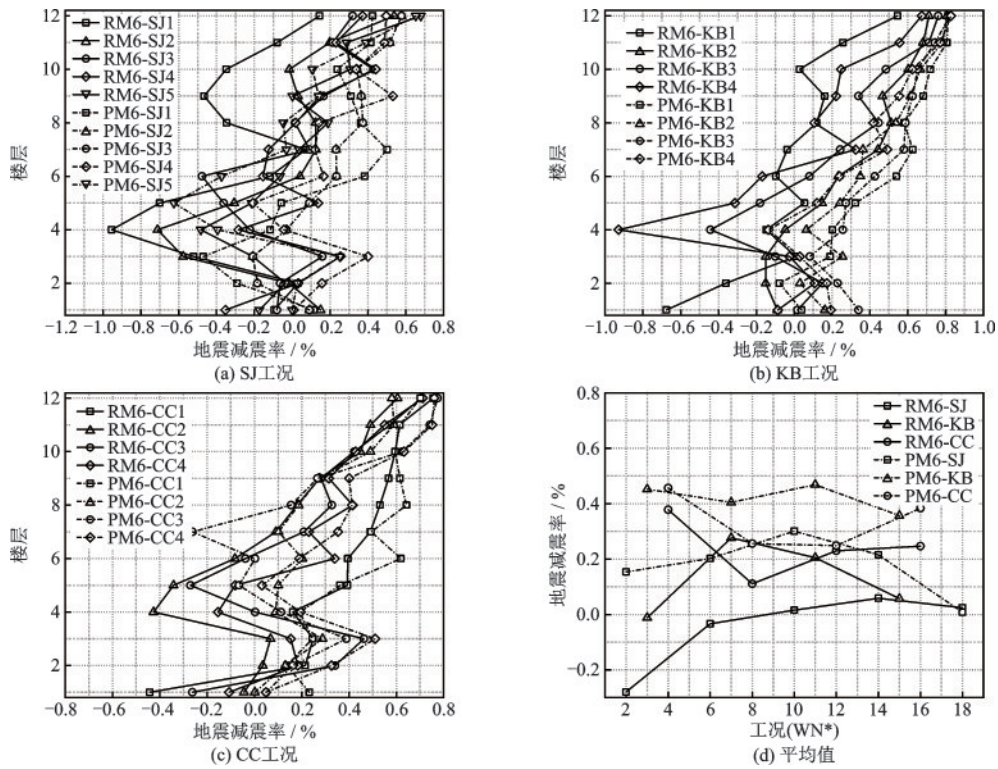 12
10
8
6
4
2
楼层
RM6-SJ1
RM6-SJ2
RM6-SJ3
RM6-SJ4
RM6-SJ5
PM6-SJ1
PM6-SJ2
PM6-SJ3
PM6-SJ4
PM6-SJ5
−1.2 −1.0 −0.8 −0.6 −0.4 −0.2 0.0 0.2 0.4 0.6 0.8
地震减震率 / %
(a) SJ工况
12
10
8
6
4
2
楼层
RM6-KB1
RM6-KB2
RM6-KB3
RM6-KB4
PM6-KB1
PM6-KB2
PM6-KB3
PM6-KB4
−1.0 −0.8 −0.6 −0.4 −0.2 0.0 0.2 0.4 0.6 0.8 1.0
地震减震率 / %
(b) KB工况
12
10
8
6
4
2
楼层
RM6-CC1
RM6-CC2
RM6-CC3
RM6-CC4
PM6-CC1
PM6-CC2
PM6-CC3
PM6-CC4
−0.8 −0.6 −0.4 −0.2 0.0 0.2 0.4 0.6 0.8
地震减震率 / %
(c) CC工况
0.8
0.6
0.4
0.2
0.0
−0.2
地震减震率 / %
RM6-SJ
RM6-KB
RM6-CC
PM6-SJ
PM6-KB
PM6-CC
2 4 6 8 10 12 14 16 18
工况(WN*)
(d) 平均值